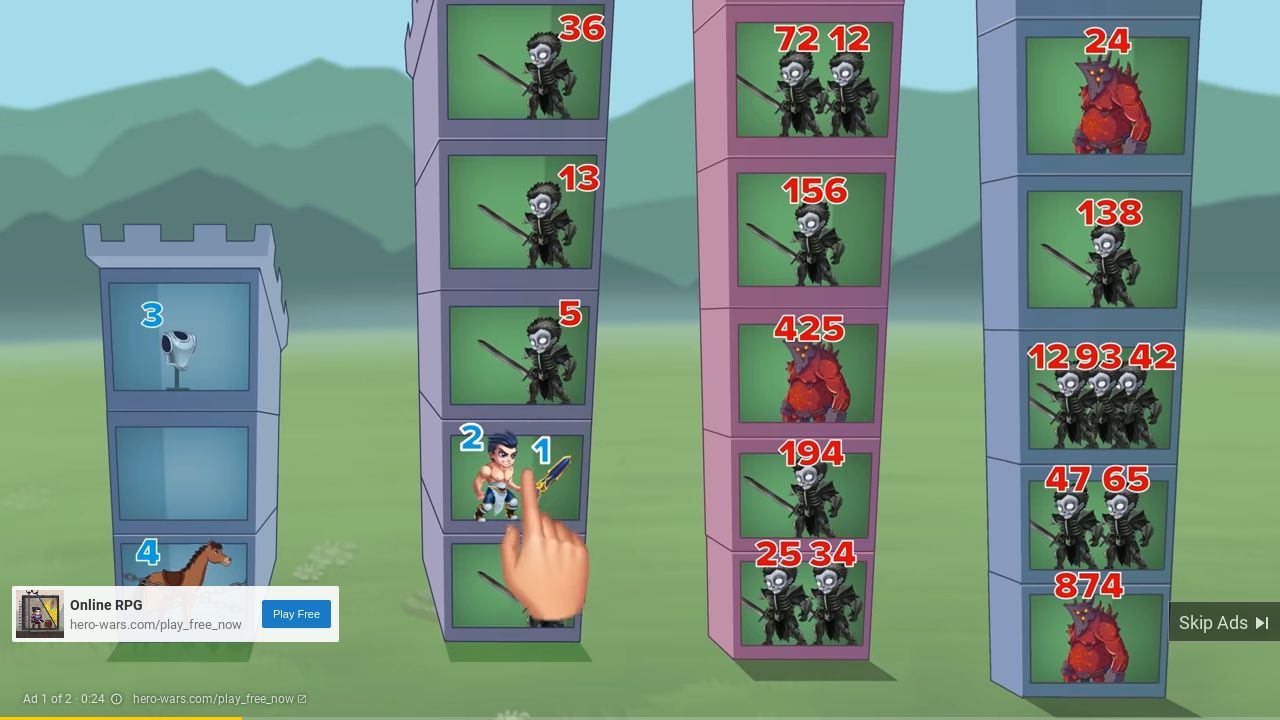 36
72 12
24
13
156
138
3
5
425
12 93 42
2
1
194
47 65
4
25 34
874
Online RPG
hero-wars.com/play_free_now
Play Free
Skip Ads
Ad 1 of 2 · 0:24
hero-wars.com/play_free_now